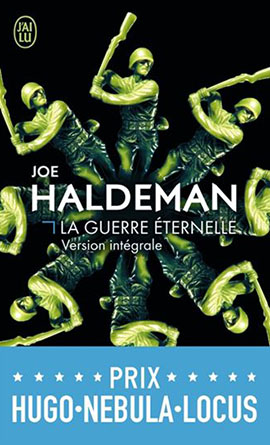 J'AI
LU
JOE
HALDEMAN
LA GUERRE ÉTERNELLE
Version intégrale
PRIX
HUGO•NEBULA•LOCUS